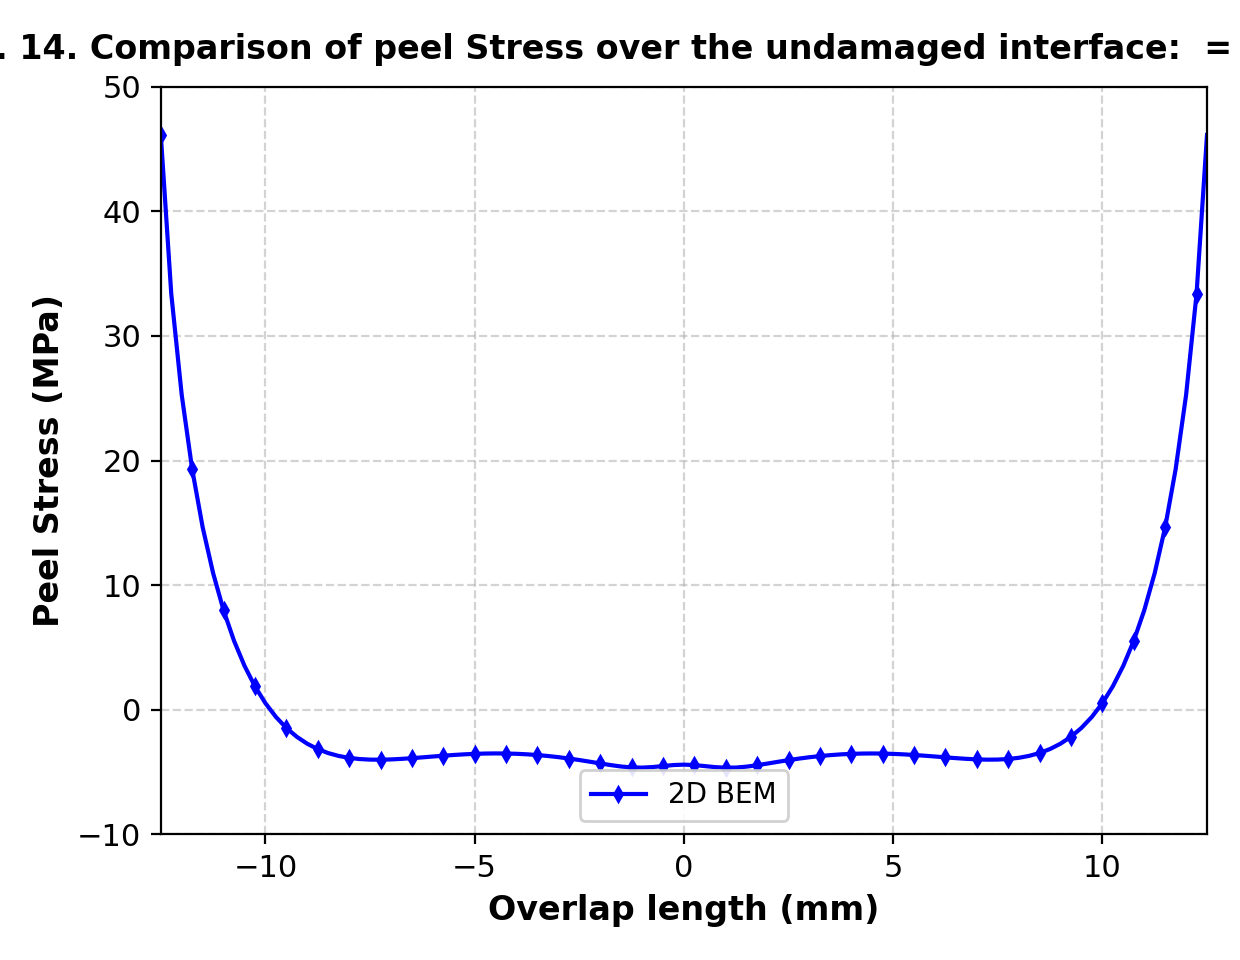 . 14. Comparison of peel Stress over the undamaged interface:  =
50
40
30
20
10
0
−10
Peel Stress (MPa)
2D BEM
−10 −5 0 5 10
Overlap length (mm)